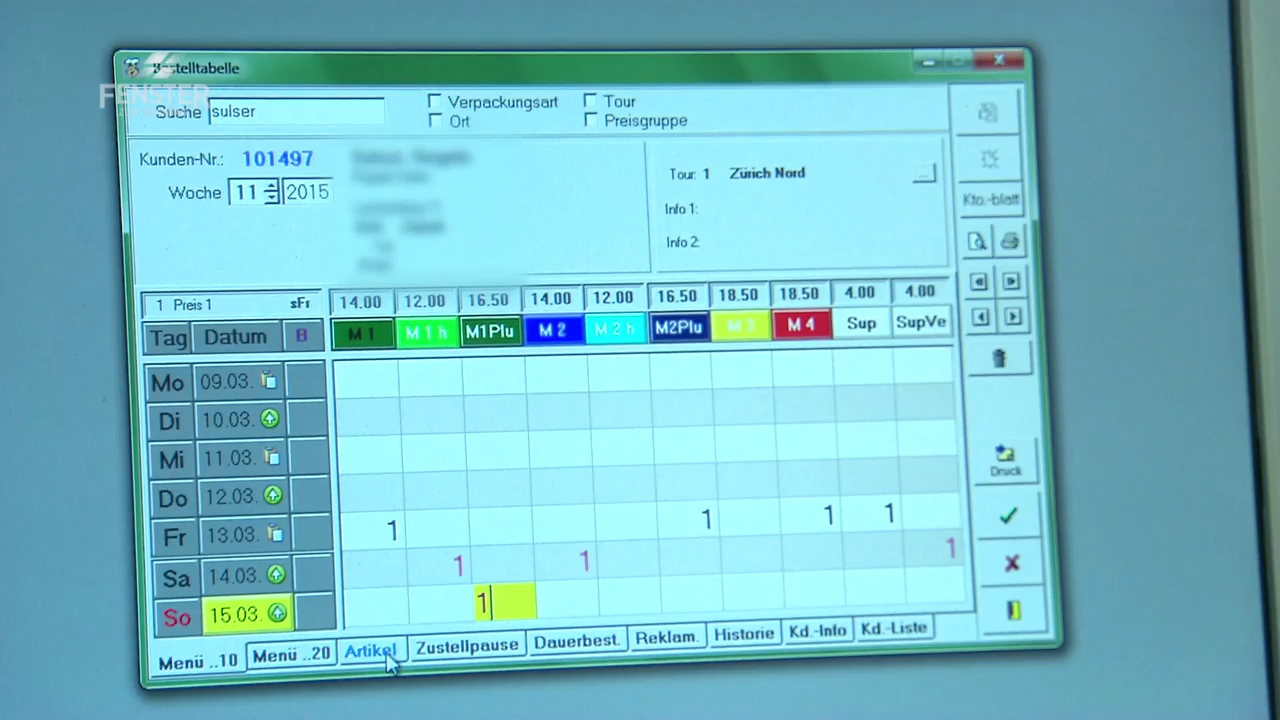 Bestelltabelle
FENSTER
Suche sulser
Verpackungsart Tour
Ort Preisgruppe
Kunden-Nr.: 101497
Woche 11 2015
Tour: 1 Zürich Nord ...
Info 1:
Info 2:
Kto.-blatt
1 Preis 1 sFr 14.00 12.00 16.50 14.00 12.00 16.50 18.50 18.50 4.00 4.00
Tag Datum B M 1 M 1 h M1Plu M 2 M 2 h M2Plu M 3 M 4 Sup SupVe
Mo 09.03.
Di 10.03.
Mi 11.03.
Do 12.03.
Fr 13.03. 1 1 1 1
Sa 14.03. 1 1 1
So 15.03. 1
Druck
Menü ..10 Menü ..20 Artikel Zustellpause Dauerbest. Reklam. Historie Kd.-Info Kd.-Liste